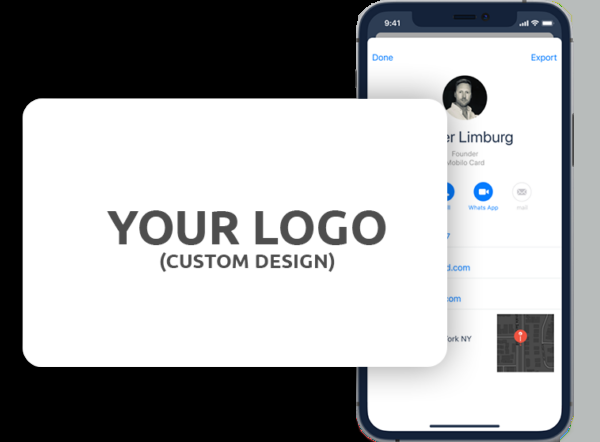 9:41
Done
Export
er Limburg
Founder
Mobilo Card
Whats App
mail
d.com
.com
ork NY
YOUR LOGO
(CUSTOM DESIGN)